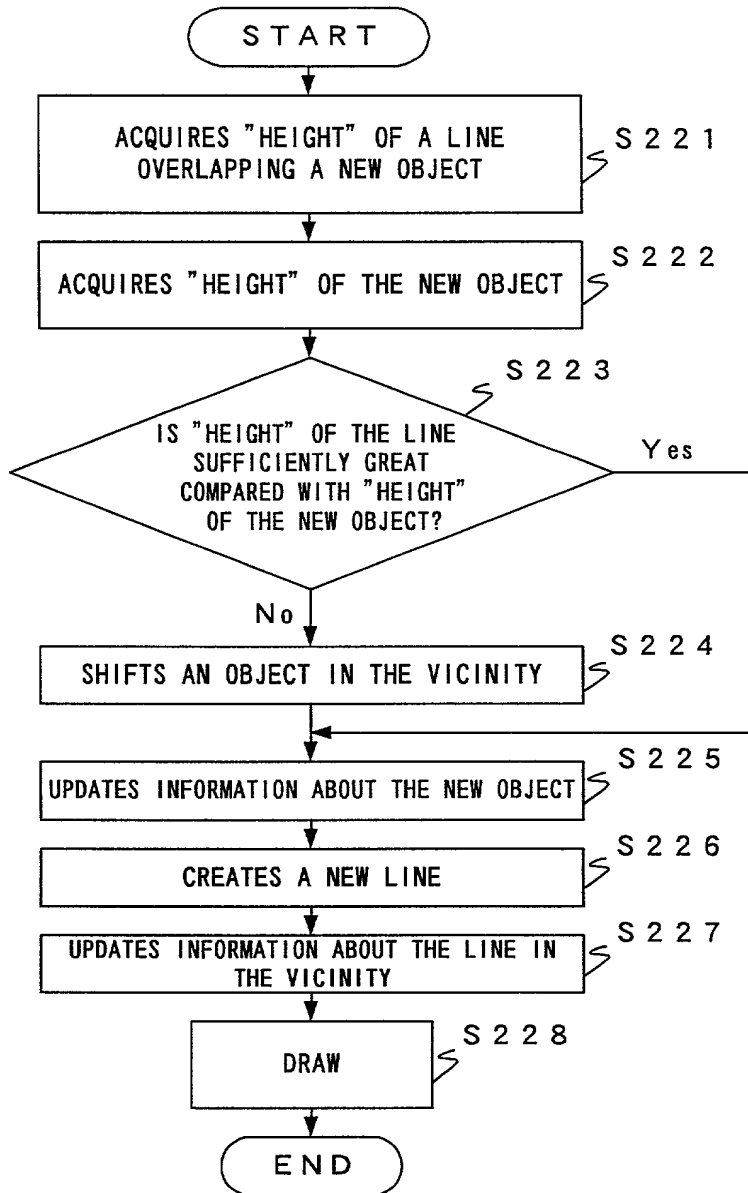 START
ACQUIRES "HEIGHT" OF A LINE
OVERLAPPING A NEW OBJECT
S221
ACQUIRES "HEIGHT" OF THE NEW OBJECT
S222
S223
IS "HEIGHT" OF THE LINE
SUFFICIENTLY GREAT
COMPARED WITH "HEIGHT"
OF THE NEW OBJECT?
Yes
No
SHIFTS AN OBJECT IN THE VICINITY
S224
UPDATES INFORMATION ABOUT THE NEW OBJECT
S225
CREATES A NEW LINE
S226
UPDATES INFORMATION ABOUT THE LINE IN
THE VICINITY
S227
DRAW
S228
END